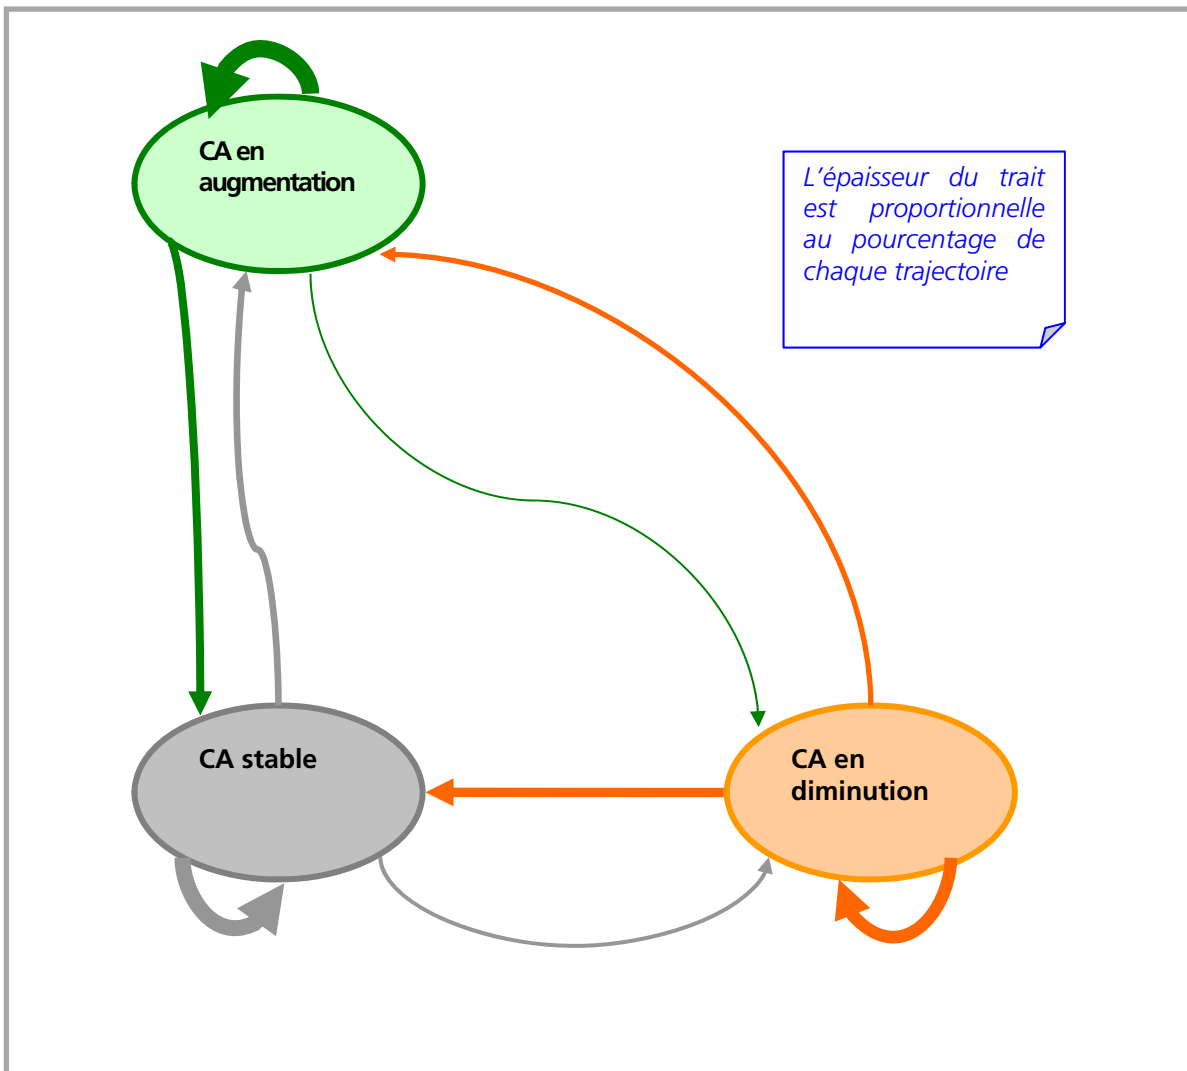 CA en
augmentation
L'épaisseur du trait
est proportionnelle
au pourcentage de
chaque trajectoire
CA stable
CA en
diminution